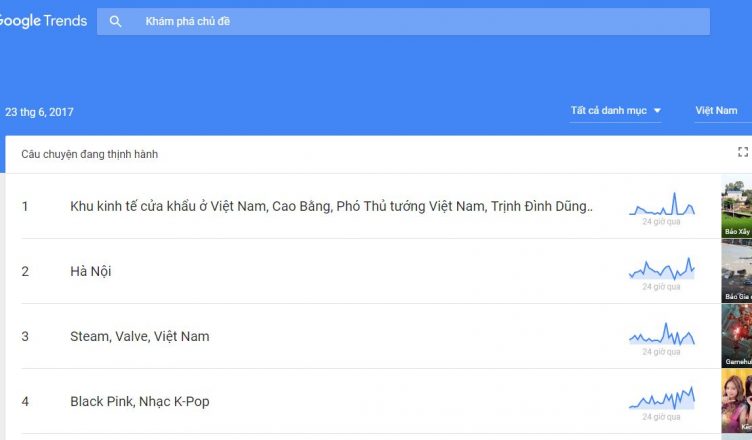 Google Trends
Khám phá chủ đề
23 thg 6, 2017
Tất cả danh mục
Việt Nam
Câu chuyện đang thịnh hành
1 Khu kinh tế cửa khẩu ở Việt Nam, Cao Bằng, Phó Thủ tướng Việt Nam, Trịnh Đình Dũng..
24 giờ qua
Báo Xây
2 Hà Nội
24 giờ qua
Báo Gia
3 Steam, Valve, Việt Nam
24 giờ qua
Gamehu
4 Black Pink, Nhạc K-Pop
24 giờ qua